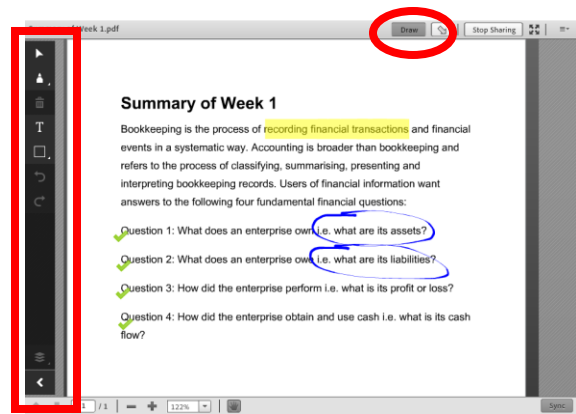 Week 1.pdf
Draw
Stop Sharing
T
Summary of Week 1
Bookkeeping is the process of recording financial transactions and financial
events in a systematic way. Accounting is broader than bookkeeping and
refers to the process of classifying, summarising, presenting and
interpreting bookkeeping records. Users of financial information want
answers to the following four fundamental financial questions:
Question 1: What does an enterprise own i.e. what are its assets?
Question 2: What does an enterprise owe i.e. what are its liabilities?
Question 3: How did the enterprise perform i.e. what is its profit or loss?
Question 4: How did the enterprise obtain and use cash i.e. what is its cash
flow?
1 / 1
122%
Sync